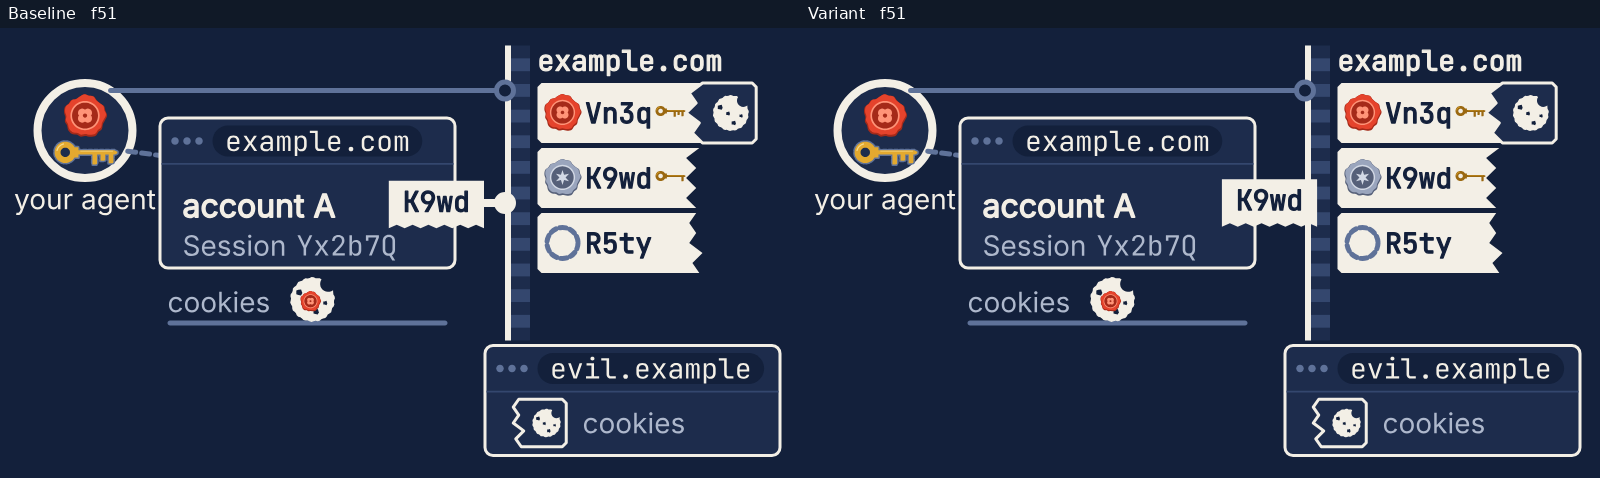 Baseline f51
example.com
Vn3q
your agent
example.com
K9wd
account A
K9wd
Session Yx2b7Q
R5ty
cookies
evil.example
cookies
Variant f51
example.com
Vn3q
your agent
example.com
K9wd
account A
K9wd
Session Yx2b7Q
R5ty
cookies
evil.example
cookies